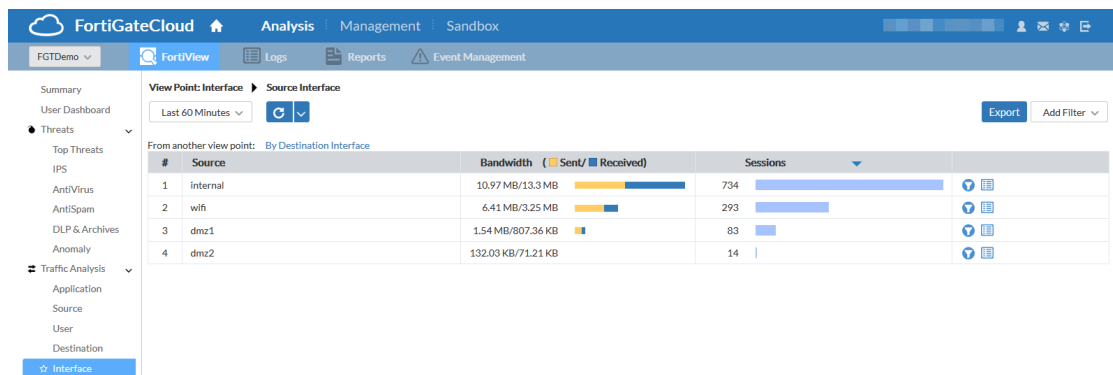 FortiGateCloud Analysis Management Sandbox
FGTDemo FortiView Logs Reports Event Management
Summary
User Dashboard
Threats
Top Threats
IPS
AntiVirus
AntiSpam
DLP & Archives
Anomaly
Traffic Analysis
Application
Source
User
Destination
Interface
View Point: Interface Source Interface
Last 60 Minutes Export Add Filter
From another view point: By Destination Interface
# Source Bandwidth ( Sent/ Received) Sessions
1 internal 10.97 MB/13.3 MB 734
2 wifi 6.41 MB/3.25 MB 293
3 dmz1 1.54 MB/807.36 KB 83
4 dmz2 132.03 KB/71.21 KB 14